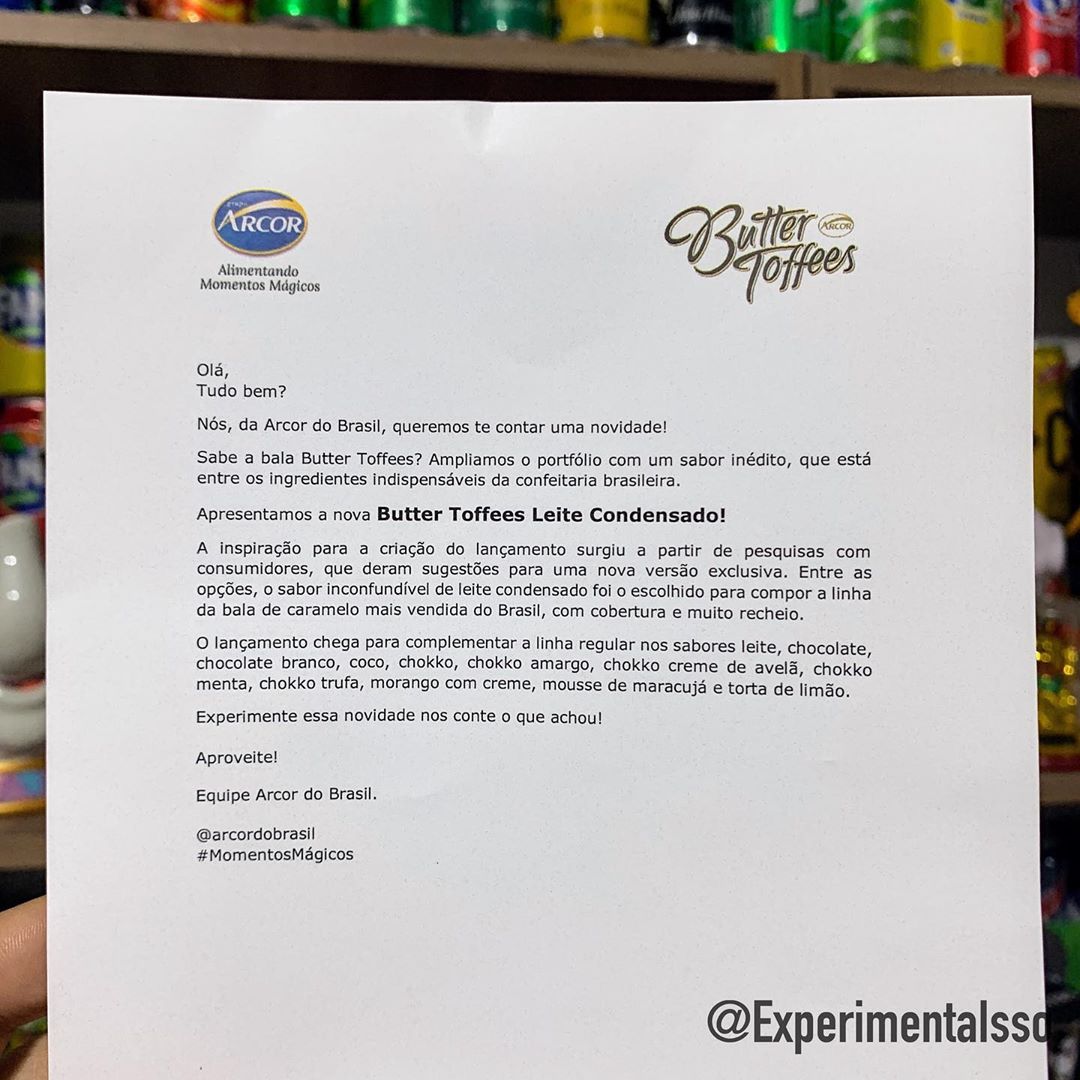 ARCOR
Alimentando
Momentos Mágicos
Butter
ARCOR
Toffees
Olá,
Tudo bem?
Nós, da Arcor do Brasil, queremos te contar uma novidade!
Sabe a bala Butter Toffees? Ampliamos o portfólio com um sabor inédito, que está
entre os ingredientes indispensáveis da confeitaria brasileira.
Apresentamos a nova Butter Toffees Leite Condensado!
A inspiração para a criação do lançamento surgiu a partir de pesquisas com
consumidores, que deram sugestões para uma nova versão exclusiva. Entre as
opções, o sabor inconfundível de leite condensado foi o escolhido para compor a linha
da bala de caramelo mais vendida do Brasil, com cobertura e muito recheio.
O lançamento chega para complementar a linha regular nos sabores leite, chocolate,
chocolate branco, coco, chokko, chokko amargo, chokko creme de avelã, chokko
menta, chokko trufa, morango com creme, mousse de maracujá e torta de limão.
Experimente essa novidade nos conte o que achou!
Aproveite!
Equipe Arcor do Brasil.
@arcordobrasil
#MomentosMágicos
@ExperimentaIsso